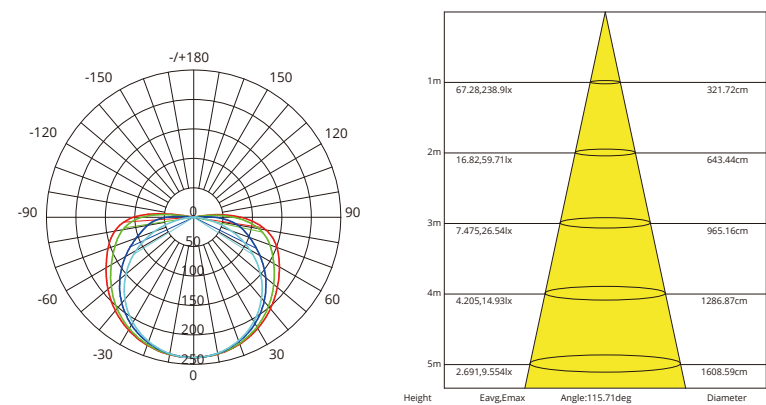 -/+180
-150
150
-120
120
-90
90
-60
60
-30
30
0
0
50
100
150
200
250
1m
67.28,238.9lx
321.72cm
2m
16.82,59.71lx
643.44cm
3m
7.475,26.54lx
965.16cm
4m
4.205,14.93lx
1286.87cm
5m
2.691,9.554lx
1608.59cm
Height
Eavg,Emax
Angle:115.71deg
Diameter